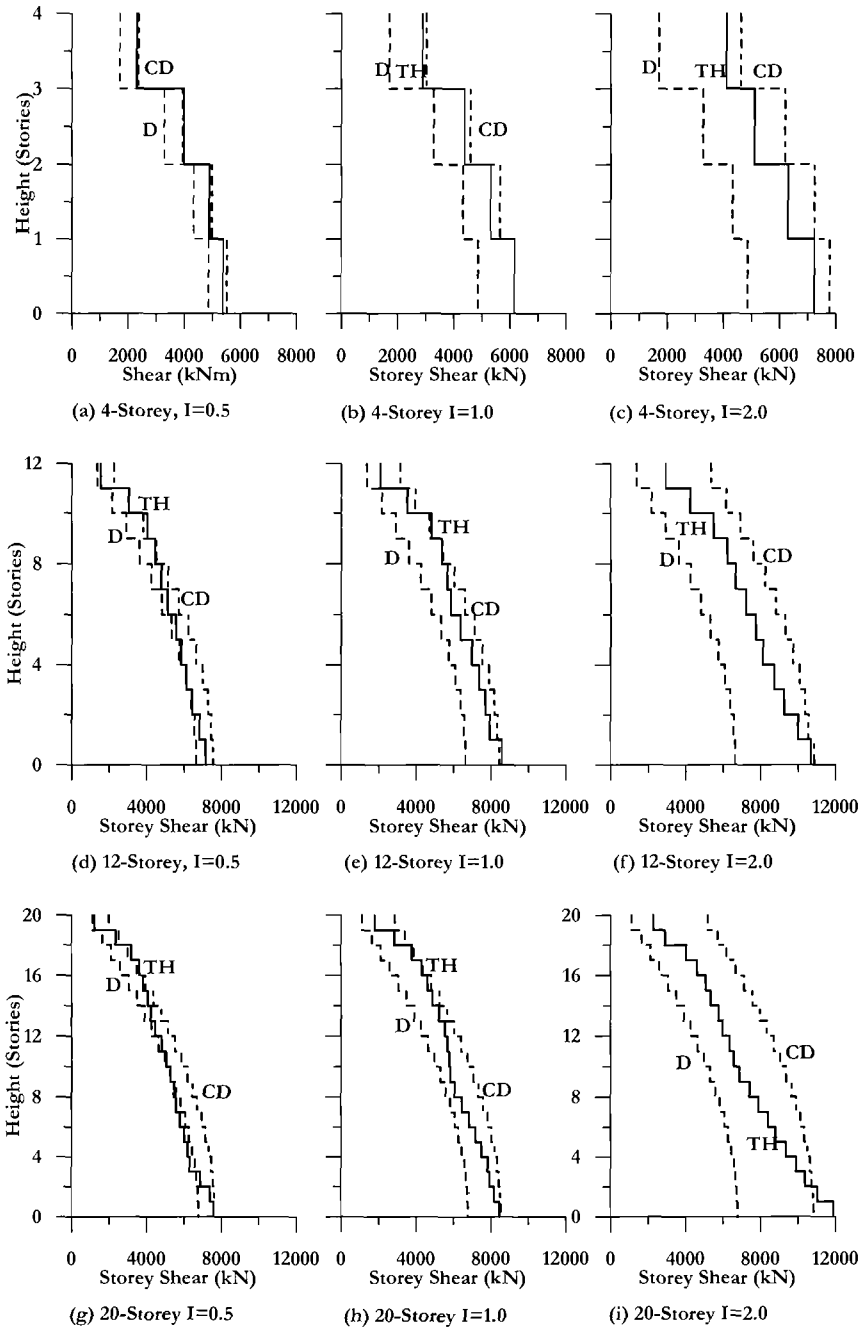 4
3
2
1
0
Height (Stories)
CD
D
0 2000 4000 6000 8000
Shear (kNm)
(a) 4-Storey, I=0.5
D TH
CD
0 2000 4000 6000 8000
Storey Shear (kN)
(b) 4-Storey I=1.0
D TH CD
0 2000 4000 6000 8000
Storey Shear (kN)
(c) 4-Storey, I=2.0
12
8
4
0
Height (Stories)
TH
D
CD
0 4000 8000 12000
Storey Shear (kN)
(d) 12-Storey, I=0.5
TH
D
CD
0 4000 8000 12000
Storey Shear (kN)
(e) 12-Storey I=1.0
TH
D
CD
0 4000 8000 12000
Storey Shear (kN)
(f) 12-Storey I=2.0
20
16
12
8
4
0
Height (Stories)
TH
D
CD
0 4000 8000 12000
Storey Shear (kN)
(g) 20-Storey I=0.5
TH
D
CD
0 4000 8000 12000
Storey Shear (kN)
(h) 20-Storey I=1.0
CD
D
TH
0 4000 8000 12000
Storey Shear (kN)
(i) 20-Storey I=2.0